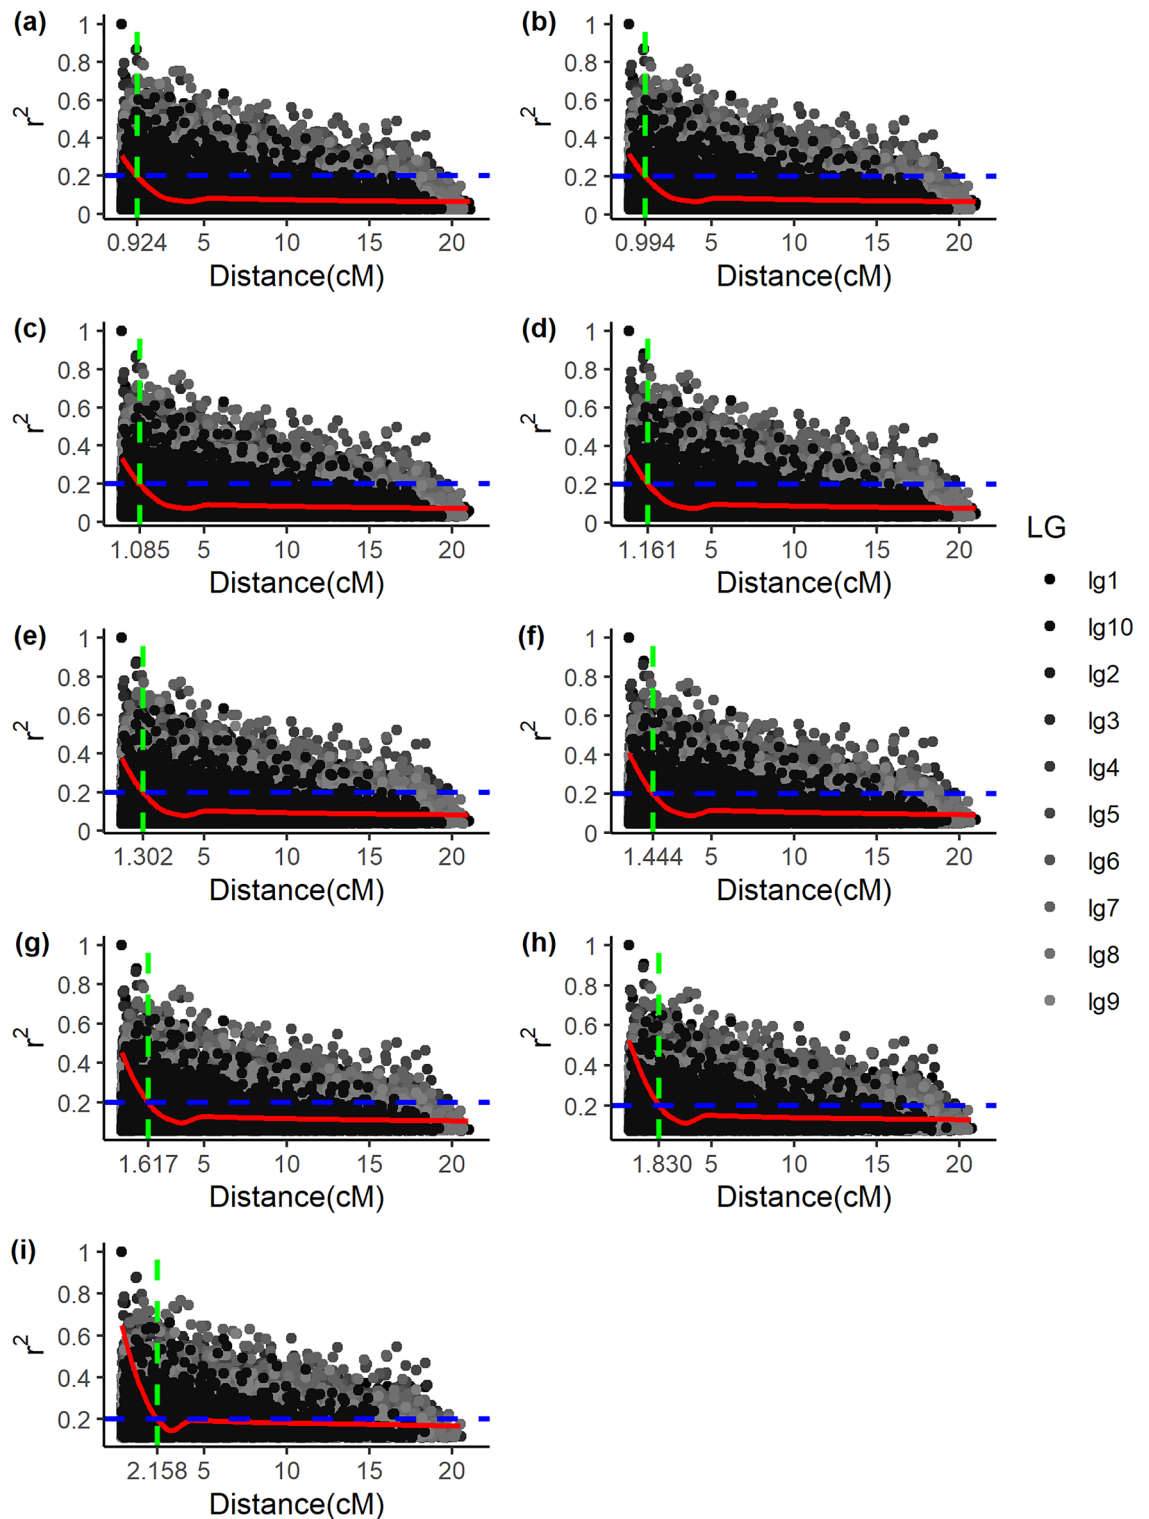 (a)
1
0.8
0.6
0.4
0.2
0
r2
0.924 5 10 15 20
Distance(cM)
(b)
1
0.8
0.6
0.4
0.2
0
r2
0.994 5 10 15 20
Distance(cM)
(c)
1
0.8
0.6
0.4
0.2
0
r2
1.085 5 10 15 20
Distance(cM)
(d)
1
0.8
0.6
0.4
0.2
0
r2
1.161 5 10 15 20
Distance(cM)
(e)
1
0.8
0.6
0.4
0.2
0
r2
1.302 5 10 15 20
Distance(cM)
(f)
1
0.8
0.6
0.4
0.2
0
r2
1.444 5 10 15 20
Distance(cM)
(g)
1
0.8
0.6
0.4
0.2
r2
1.617 5 10 15 20
Distance(cM)
(h)
1
0.8
0.6
0.4
0.2
r2
1.830 5 10 15 20
Distance(cM)
(i)
1
0.8
0.6
0.4
0.2
r2
2.158 5 10 15 20
Distance(cM)
LG
lg1
lg10
lg2
lg3
lg4
lg5
lg6
lg7
lg8
lg9